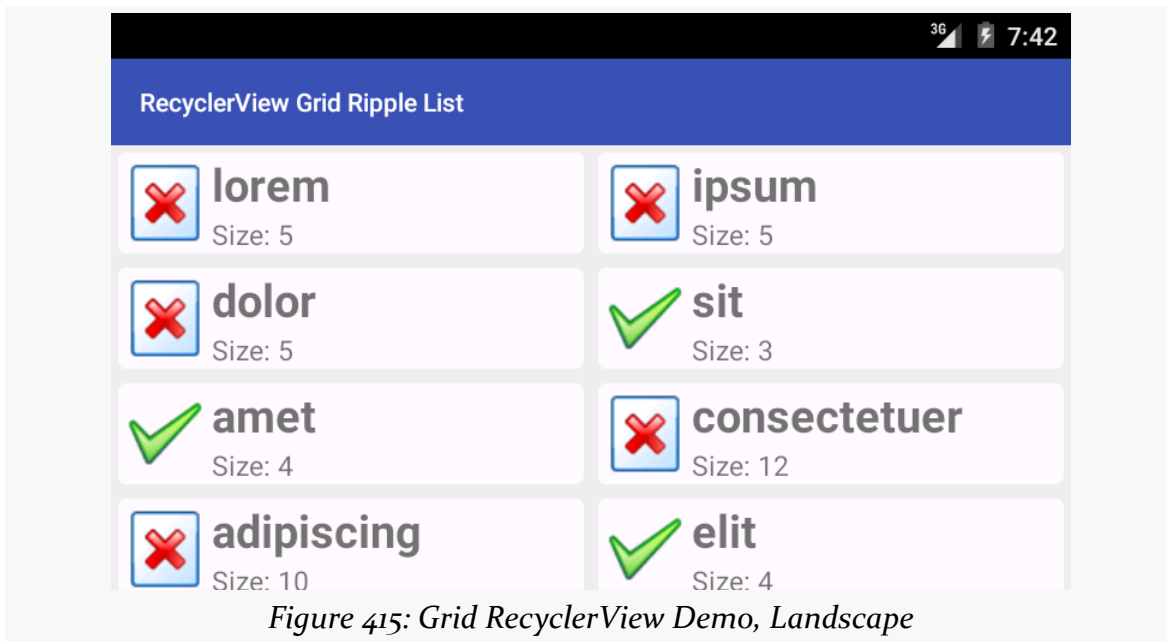 3G 7:42
RecyclerView Grid Ripple List
lorem
Size: 5
ipsum
Size: 5
dolor
Size: 5
sit
Size: 3
amet
Size: 4
consectetuer
Size: 12
adipiscing
Size: 10
elit
Size: 4
Figure 415: Grid RecyclerView Demo, Landscape